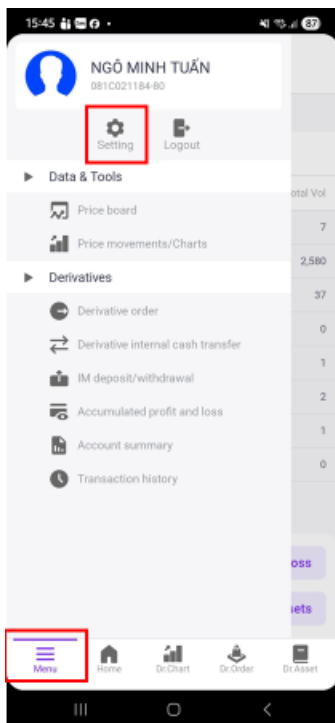 15:45
87
NGÔ MINH TUẤN
081C021184-80
Setting
Logout
Data & Tools
otal Vol
Price board
7
Price movements/Charts
2,580
Derivatives
37
Derivative order
0
Derivative internal cash transfer
1
IM deposit/withdrawal
2
Accumulated profit and loss
1
Account summary
0
Transaction history
oss
sets
Menu
Home
Dr.Chart
Dr.Order
Dr.Asset